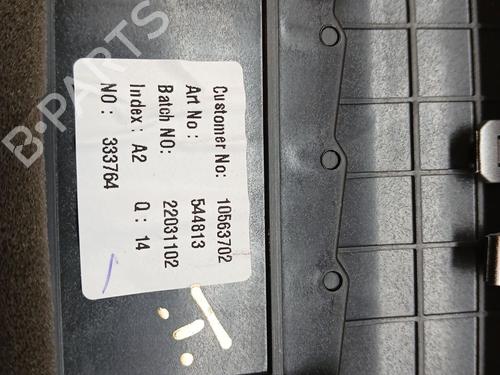 Customer No: 10563702
Art No: 544813
Batch NO: 22031102
Index: A2 Q: 14
NO: 333764
B-PARTS